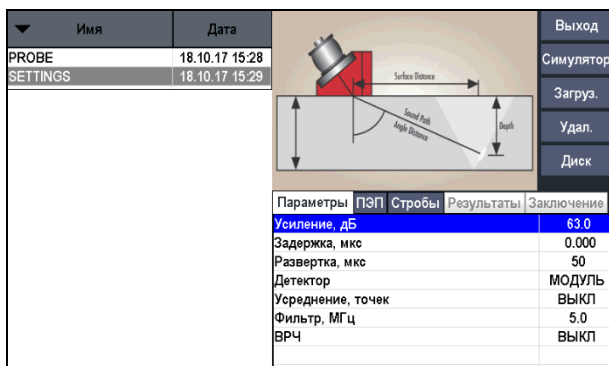 Имя Дата
PROBE 18.10.17 15:28
SETTINGS 18.10.17 15:29
Surface Distance
Sound Path
Angle Distance
Depth
Выход
Симулятор
Загруз.
Удал.
Диск
Параметры ПЭП Стробы Результаты Заключение
Усиление, дБ 63.0
Задержка, мкс 0.000
Развертка, мкс 50
Детектор МОДУЛЬ
Усреднение, точек ВЫКЛ
Фильтр, МГц 5.0
ВРЧ ВЫКЛ